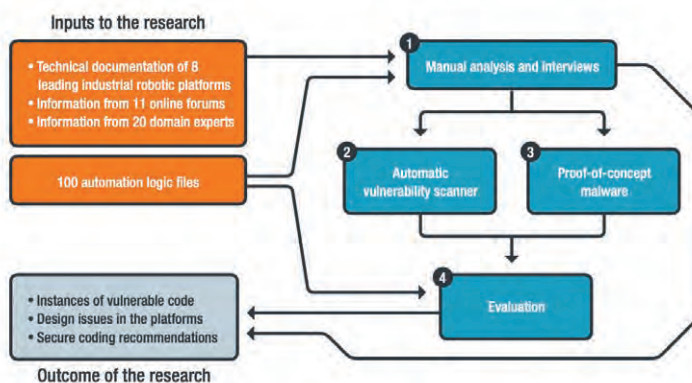 Inputs to the research
• Technical documentation of 8
leading industrial robotic platforms
• Information from 11 online forums
• Information from 20 domain experts
100 automation logic files
1
Manual analysis and interviews
2
Automatic
vulnerability scanner
3
Proof-of-concept
malware
4
Evaluation
• Instances of vulnerable code
• Design issues in the platforms
• Secure coding recommendations
Outcome of the research